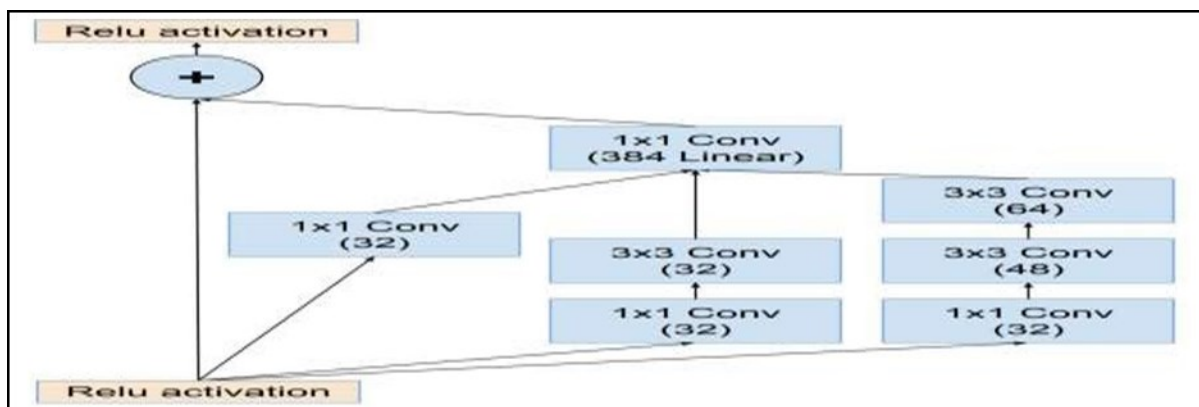 Relu activation
+
1x1 Conv
(384 Linear)
3x3 Conv
(64)
1x1 Conv
(32)
3x3 Conv
(32)
3x3 Conv
(48)
1x1 Conv
(32)
1x1 Conv
(32)
Relu activation